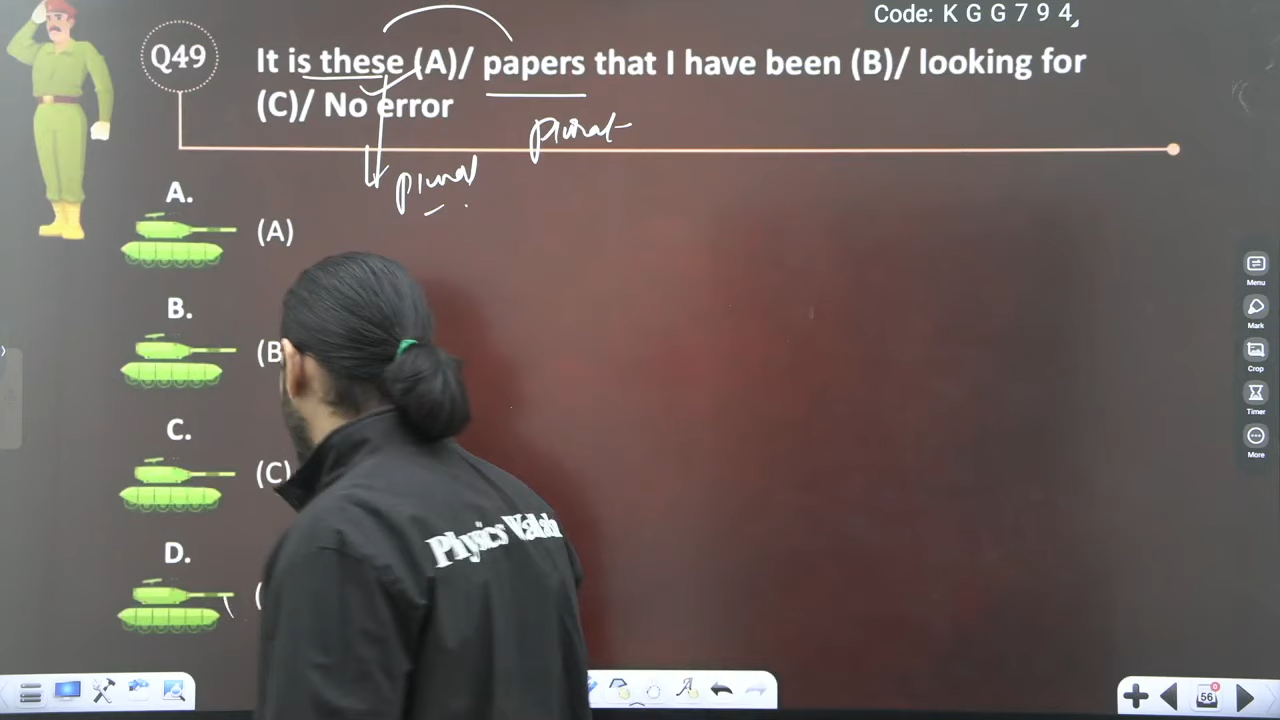 Code: K G G 7 9 4
Q49
It is these (A)/ papers that I have been (B)/ looking for
(C)/ No error
plural
plural
A.
(A)
B.
(B
C.
(C)
D.
(
Physics Wallah
Menu
Mark
Crop
Timer
More
56